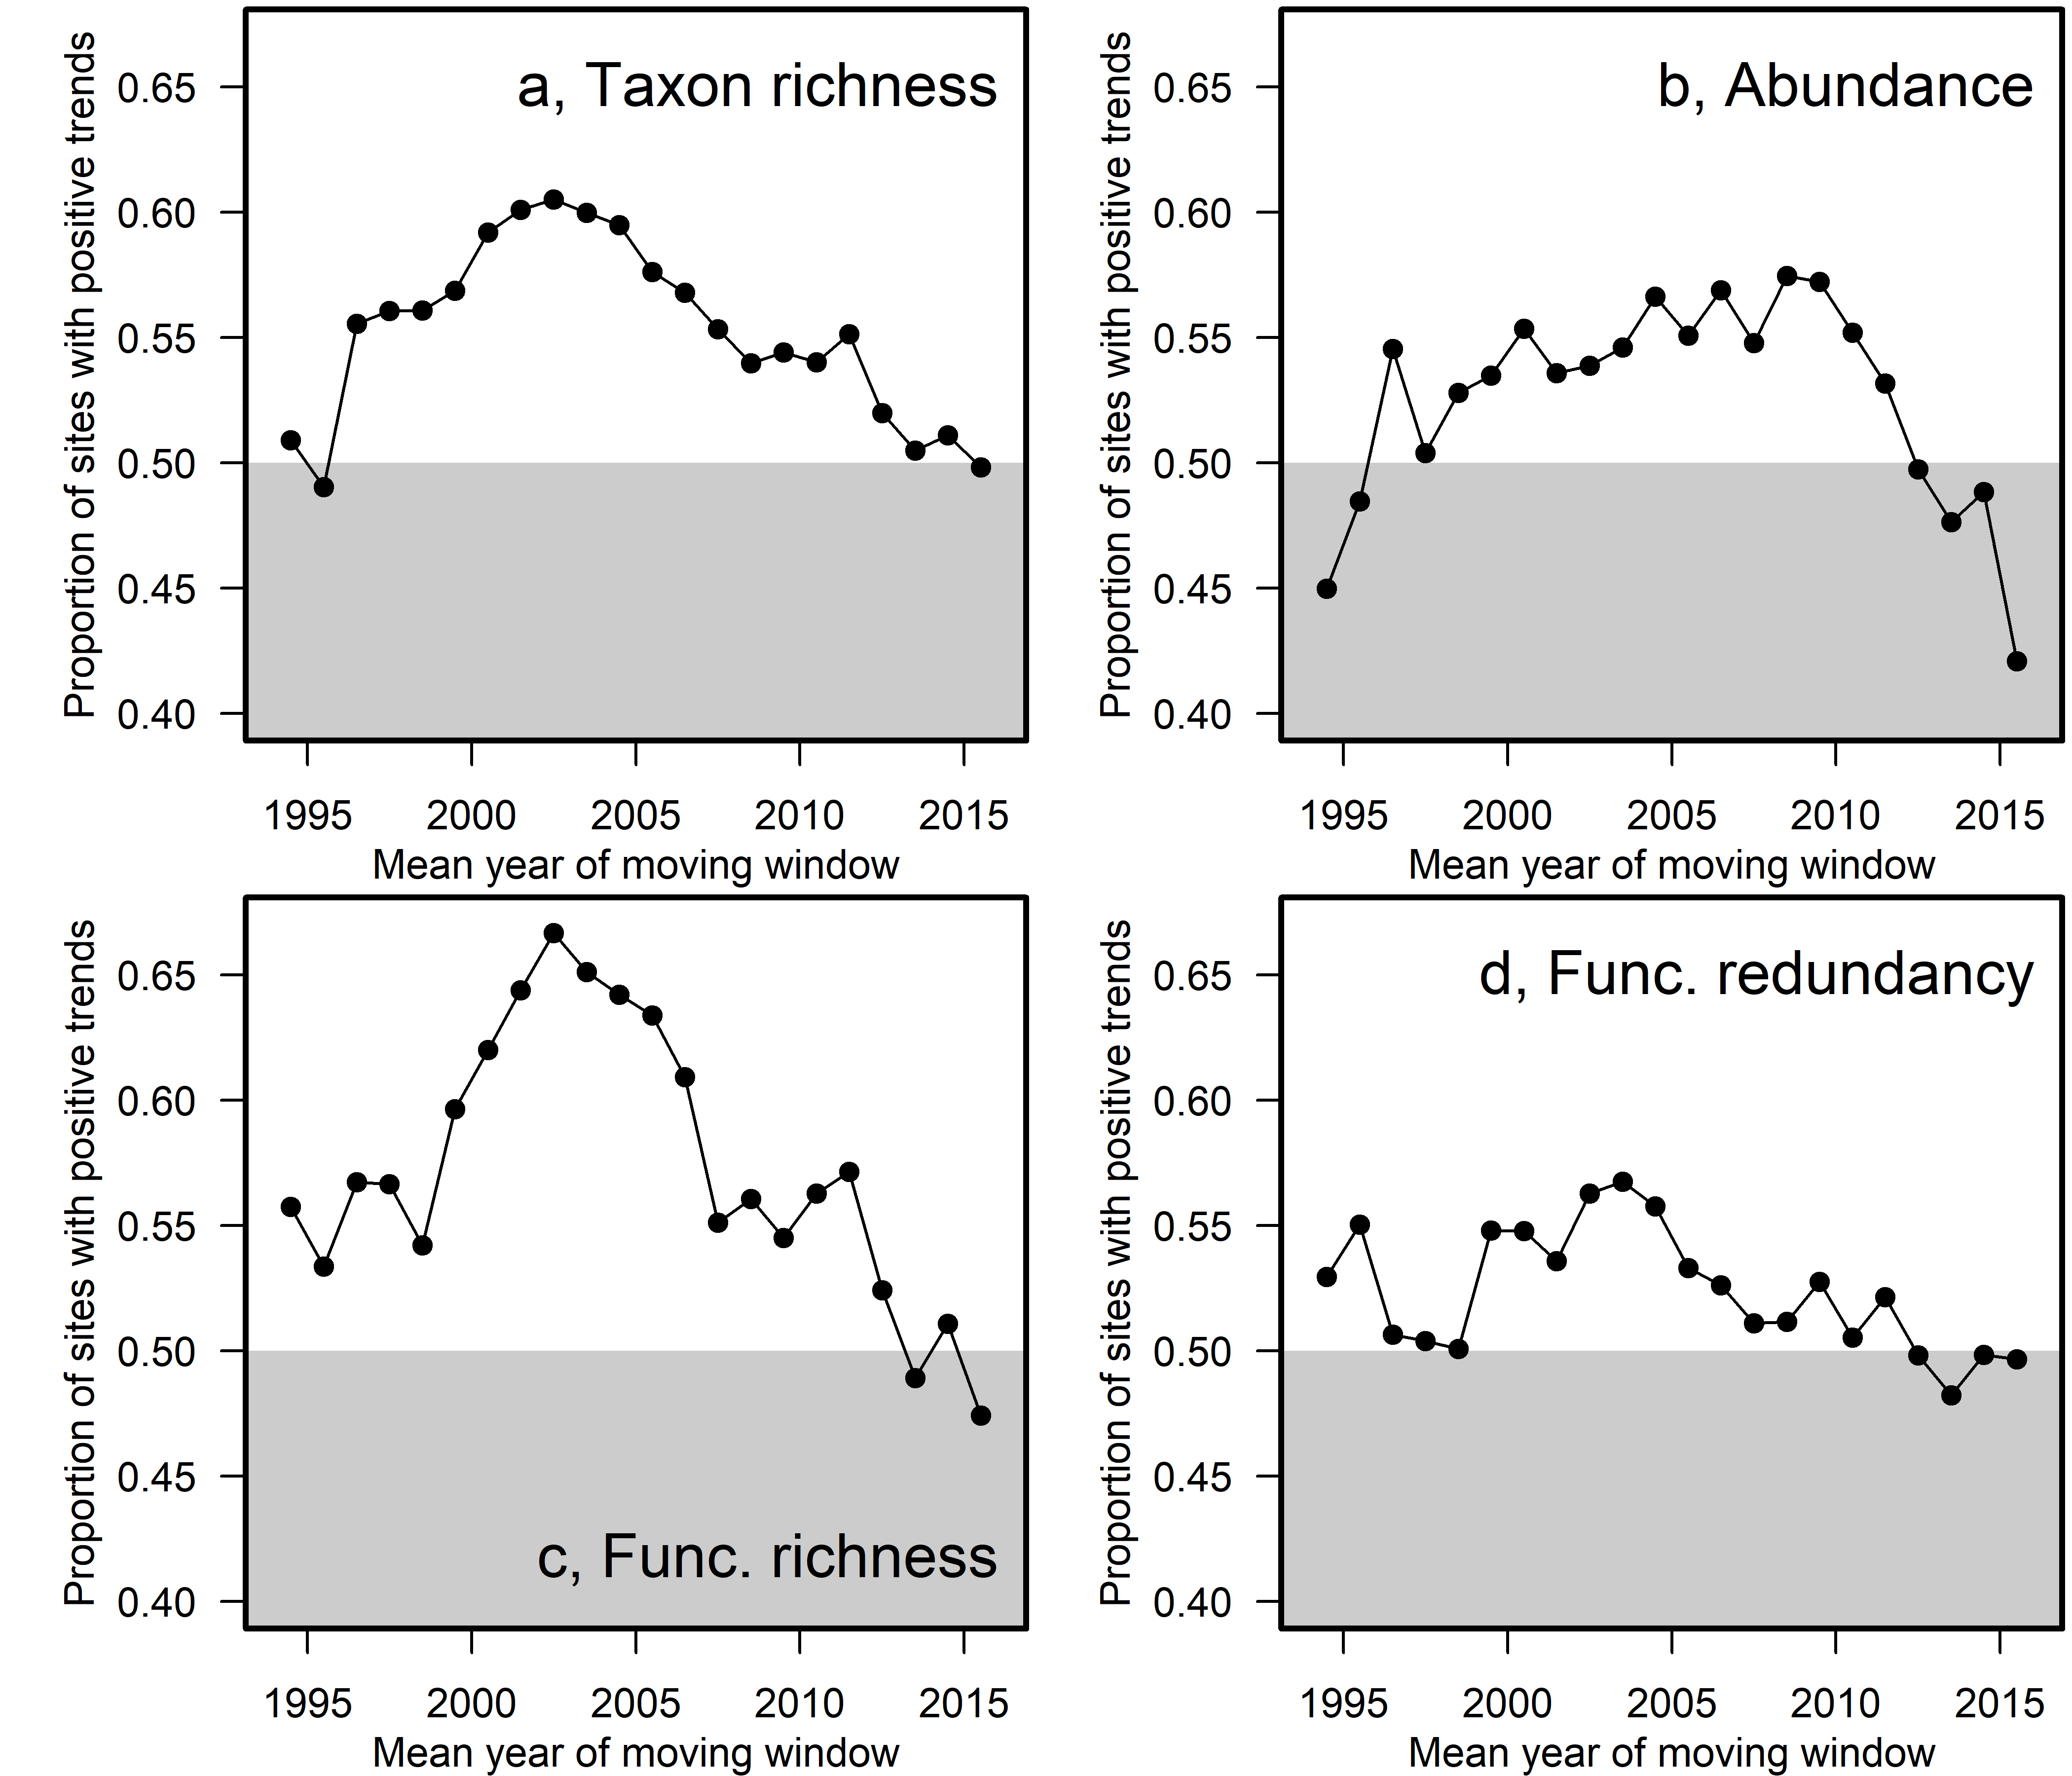 a, Taxon richness
Proportion of sites with positive trends
0.65
0.60
0.55
0.50
0.45
0.40
1995 2000 2005 2010 2015
Mean year of moving window
b, Abundance
Proportion of sites with positive trends
0.65
0.60
0.55
0.50
0.45
0.40
1995 2000 2005 2010 2015
Mean year of moving window
c, Func. richness
Proportion of sites with positive trends
0.65
0.60
0.55
0.50
0.45
0.40
1995 2000 2005 2010 2015
Mean year of moving window
d, Func. redundancy
Proportion of sites with positive trends
0.65
0.60
0.55
0.50
0.45
0.40
1995 2000 2005 2010 2015
Mean year of moving window